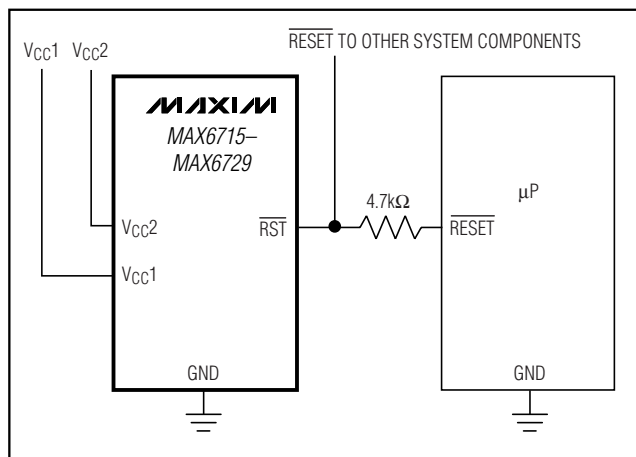 RESET TO OTHER SYSTEM COMPONENTS
VCC1 VCC2
MAXIM
MAX6715–
MAX6729
4.7kΩ
μP
VCC2
RST
RESET
VCC1
GND
GND